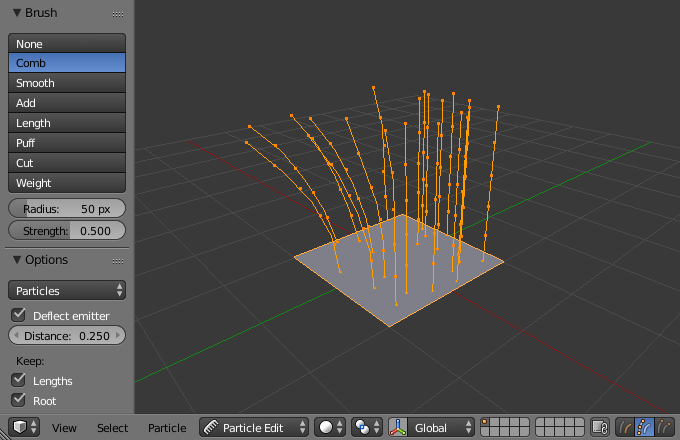 Brush
None
Comb
Smooth
Add
Length
Puff
Cut
Weight
Radius: 50 px
Strength: 0.500
Options
Particles
Deflect emitter
Distance: 0.250
Keep:
Lengths
Root
View Select Particle Particle Edit Global